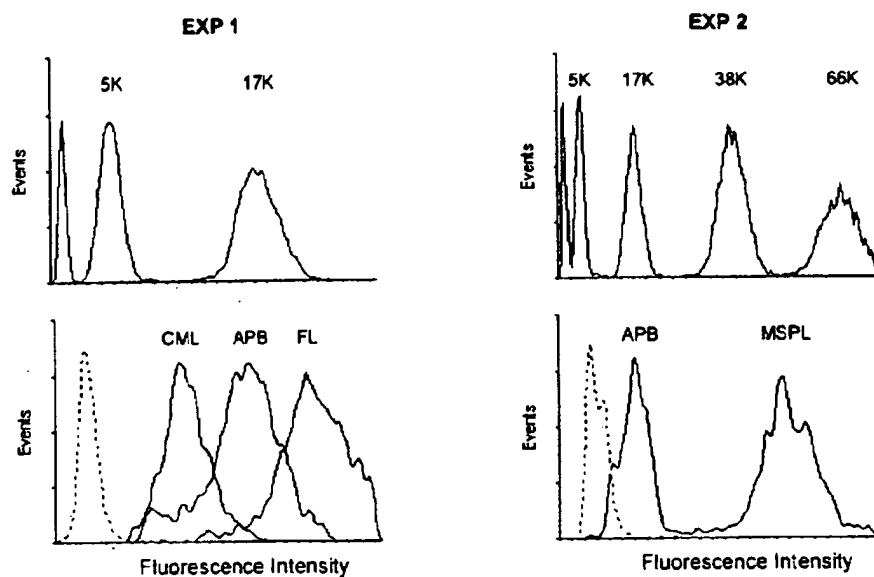 EXP 1
5K 17K
Events
CML APB FL
Events
Fluorescence Intensity
EXP 2
5K 17K 38K 66K
Events
APB MSPL
Events
Fluorescence Intensity